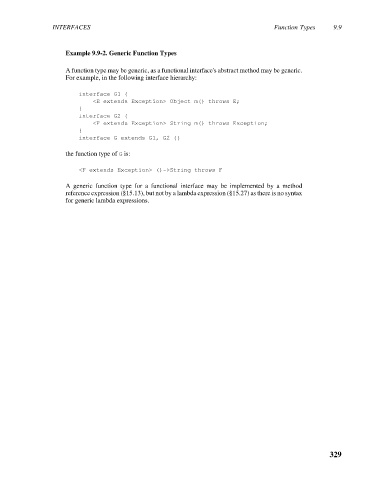 INTERFACES Function Types 9.9
Example 9.9-2. Generic Function Types
A function type may be generic, as a functional interface's abstract method may be generic.
For example, in the following interface hierarchy:
interface G1 {
<E extends Exception> Object m() throws E;
}
interface G2 {
<F extends Exception> String m() throws Exception;
}
interface G extends G1, G2 {}
the function type of G is:
<F extends Exception> ()->String throws F
A generic function type for a functional interface may be implemented by a method
reference expression (§15.13), but not by a lambda expression (§15.27) as there is no syntax
for generic lambda expressions.
329